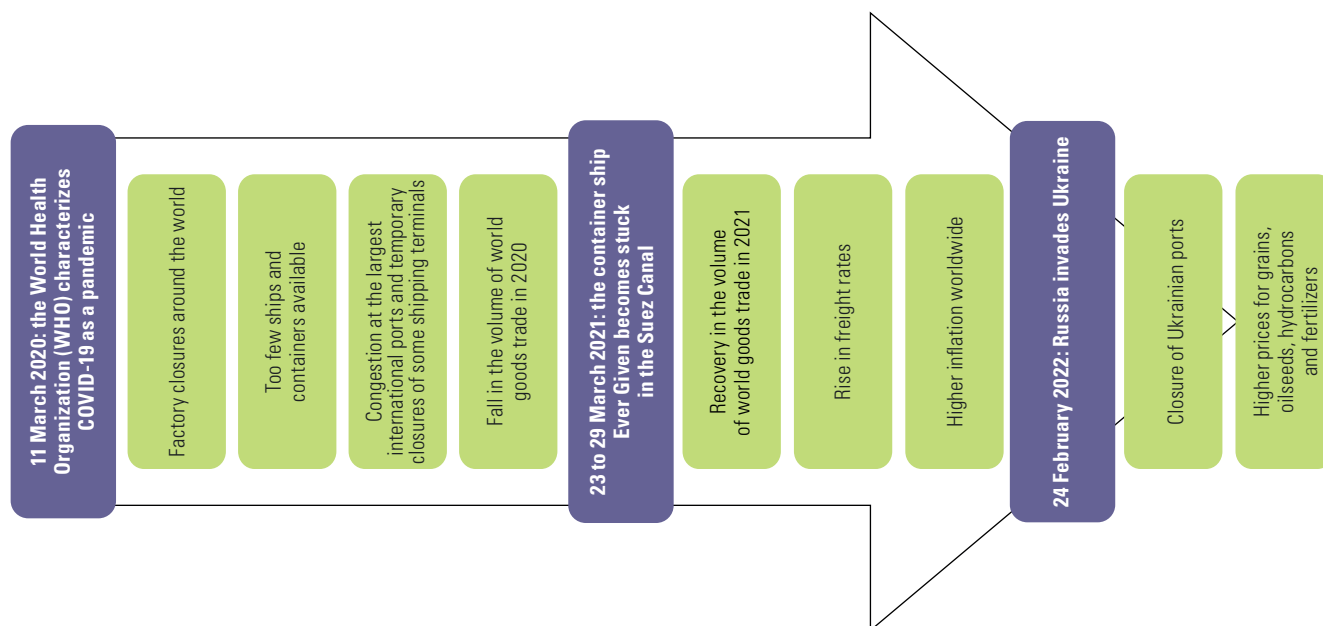 11 March 2020: the World Health
Organization (WHO) characterizes
COVID-19 as a pandemic
Factory closures around the world
Too few ships and
containers available
Congestion at the largest
international ports and temporary
closures of some shipping terminals
Fall in the volume of world
goods trade in 2020
23 to 29 March 2021: the container ship
Ever Given becomes stuck
in the Suez Canal
Recovery in the volume
of world goods trade in 2021
Rise in freight rates
Higher inflation worldwide
24 February 2022: Russia invades Ukraine
Closure of Ukrainian ports
Higher prices for grains,
oilseeds, hydrocarbons
and fertilizers